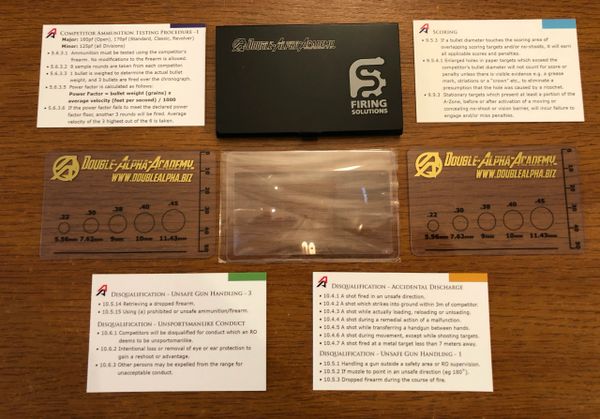 Competitor Ammunition Testing Procedure - 1
Major: 160pf (Open), 170pf (Standard, Classic, Revolver)
Minor: 125pf (all Divisions)
• 5.6.3.1 Ammunition must be tested using the competitor's
firearm. No modifications to the firearm is allowed.
• 5.6.3.2 8 sample rounds are taken from each competitor.
• 5.6.3.3 1 bullet is weighed to determine the actual bullet
weight, and 3 bullets are fired over the chronograph.
• 5.6.3.5 Power factor is calculated as follows:
Power Factor = bullet weight (grains) x
average velocity (feet per second) / 1000
• 5.6.3.6 If the power factor fails to meet the declared power
factor floor, another 3 rounds will be fired. Average
velocity of the 3 highest out of the 6 is taken.
Double-Alpha-Academy
FIRING
SOLUTIONS
Scoring
• 9.5.2 If a bullet diameter touches the scoring area of
overlapping scoring targets and/or no-shoots, it will earn
all applicable scores and penalties.
• 9.5.4.1 Enlarged holes in paper targets which exceed the
competitor's bullet diameter will not count for score or
penalty unless there is visible evidence e.g. a grease
mark, striations or a "crown" etc... to eliminate a
presumption that the hole was caused by a ricochet.
• 9.9.2 Stationary targets which present at least a portion of the
A-Zone, before or after activation of a moving or
concealing no-shoot or vision barrier, will incur failure to
engage and/or miss penalties.
Double-Alpha-Academy
www.doublealpha.biz
.22 .30 .38 .40 .45
5.56mm 7.62mm 9mm 10mm 11.43mm
0 10 20 30 40 50
Double-Alpha-Academy
www.doublealpha.biz
.22 .30 .38 .40 .45
5.56mm 7.62mm 9mm 10mm 11.43mm
0 10 20 30 40 50
Disqualification - Unsafe Gun Handling - 3
• 10.5.14 Retrieving a dropped firearm.
• 10.5.15 Using (a) prohibited or unsafe ammunition/firearm.
Disqualification - Unsportsmanlike Conduct
• 10.6.1 Competitors will be disqualified for conduct which an RO
deems to be unsportsmanlike.
• 10.6.2 Intentional loss or removal of eye or ear protection to
gain a reshoot or advantage.
• 10.6.3 Other persons may be expelled from the range for
unacceptable conduct.
Disqualification - Accidental Discharge
• 10.4.1 A shot fired in an unsafe direction.
• 10.4.2 A shot which strikes into ground within 3m of competitor.
• 10.4.3 A shot while actually loading, reloading or unloading.
• 10.4.4 A shot during a remedial action of a malfunction.
• 10.4.5 A shot while transferring a handgun between hands.
• 10.4.6 A shot during movement, except while shooting targets.
• 10.4.7 A shot fired at a metal target less than 7 meters away.
Disqualification - Unsafe Gun Handling - 1
• 10.5.1 Handling a gun outside a safety area or RO supervision.
• 10.5.2 If muzzle to point in an unsafe direction (eg 180°).
• 10.5.3 Dropped firearm during the course of fire.